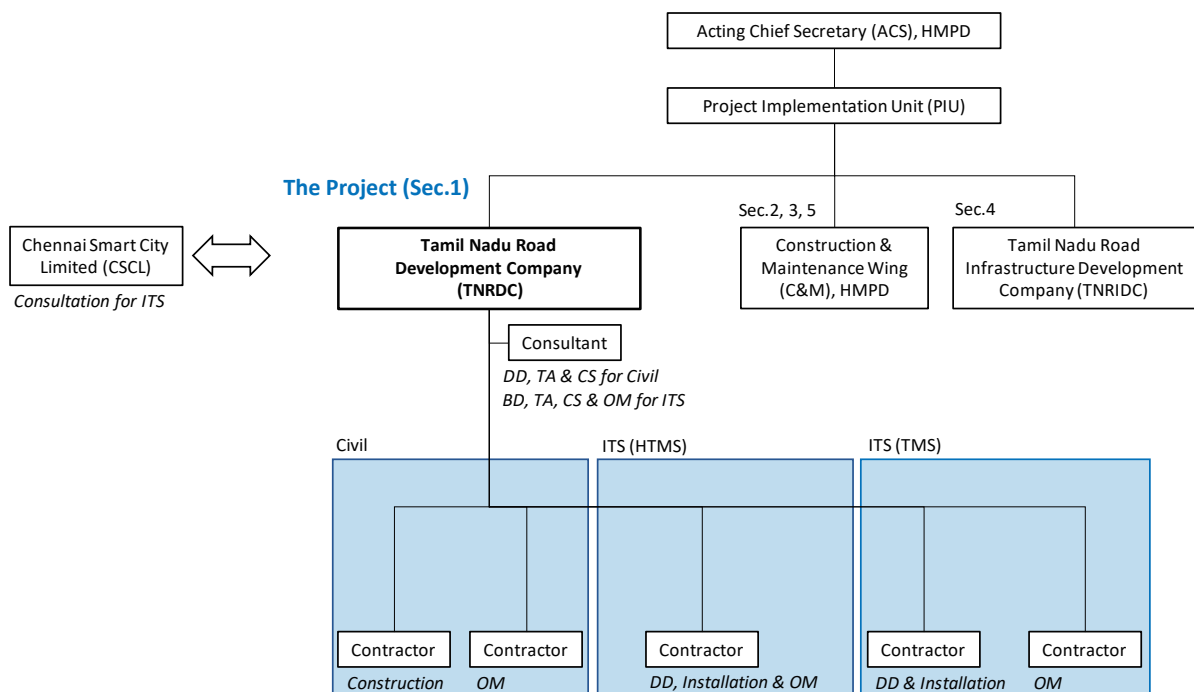 Acting Chief Secretary (ACS), HMPD
Project Implementation Unit (PIU)
The Project (Sec.1)
Sec.2, 3, 5
Sec.4
Chennai Smart City
Limited (CSCL)
Consultation for ITS
Tamil Nadu Road
Development Company
(TNRDC)
Construction &
Maintenance Wing
(C&M), HMPD
Tamil Nadu Road
Infrastructure Development
Company (TNRIDC)
Consultant
DD, TA & CS for Civil
BD, TA, CS & OM for ITS
Civil
ITS (HTMS)
ITS (TMS)
Contractor
Contractor
Contractor
Contractor
Contractor
Construction
OM
DD, Installation & OM
DD & Installation
OM